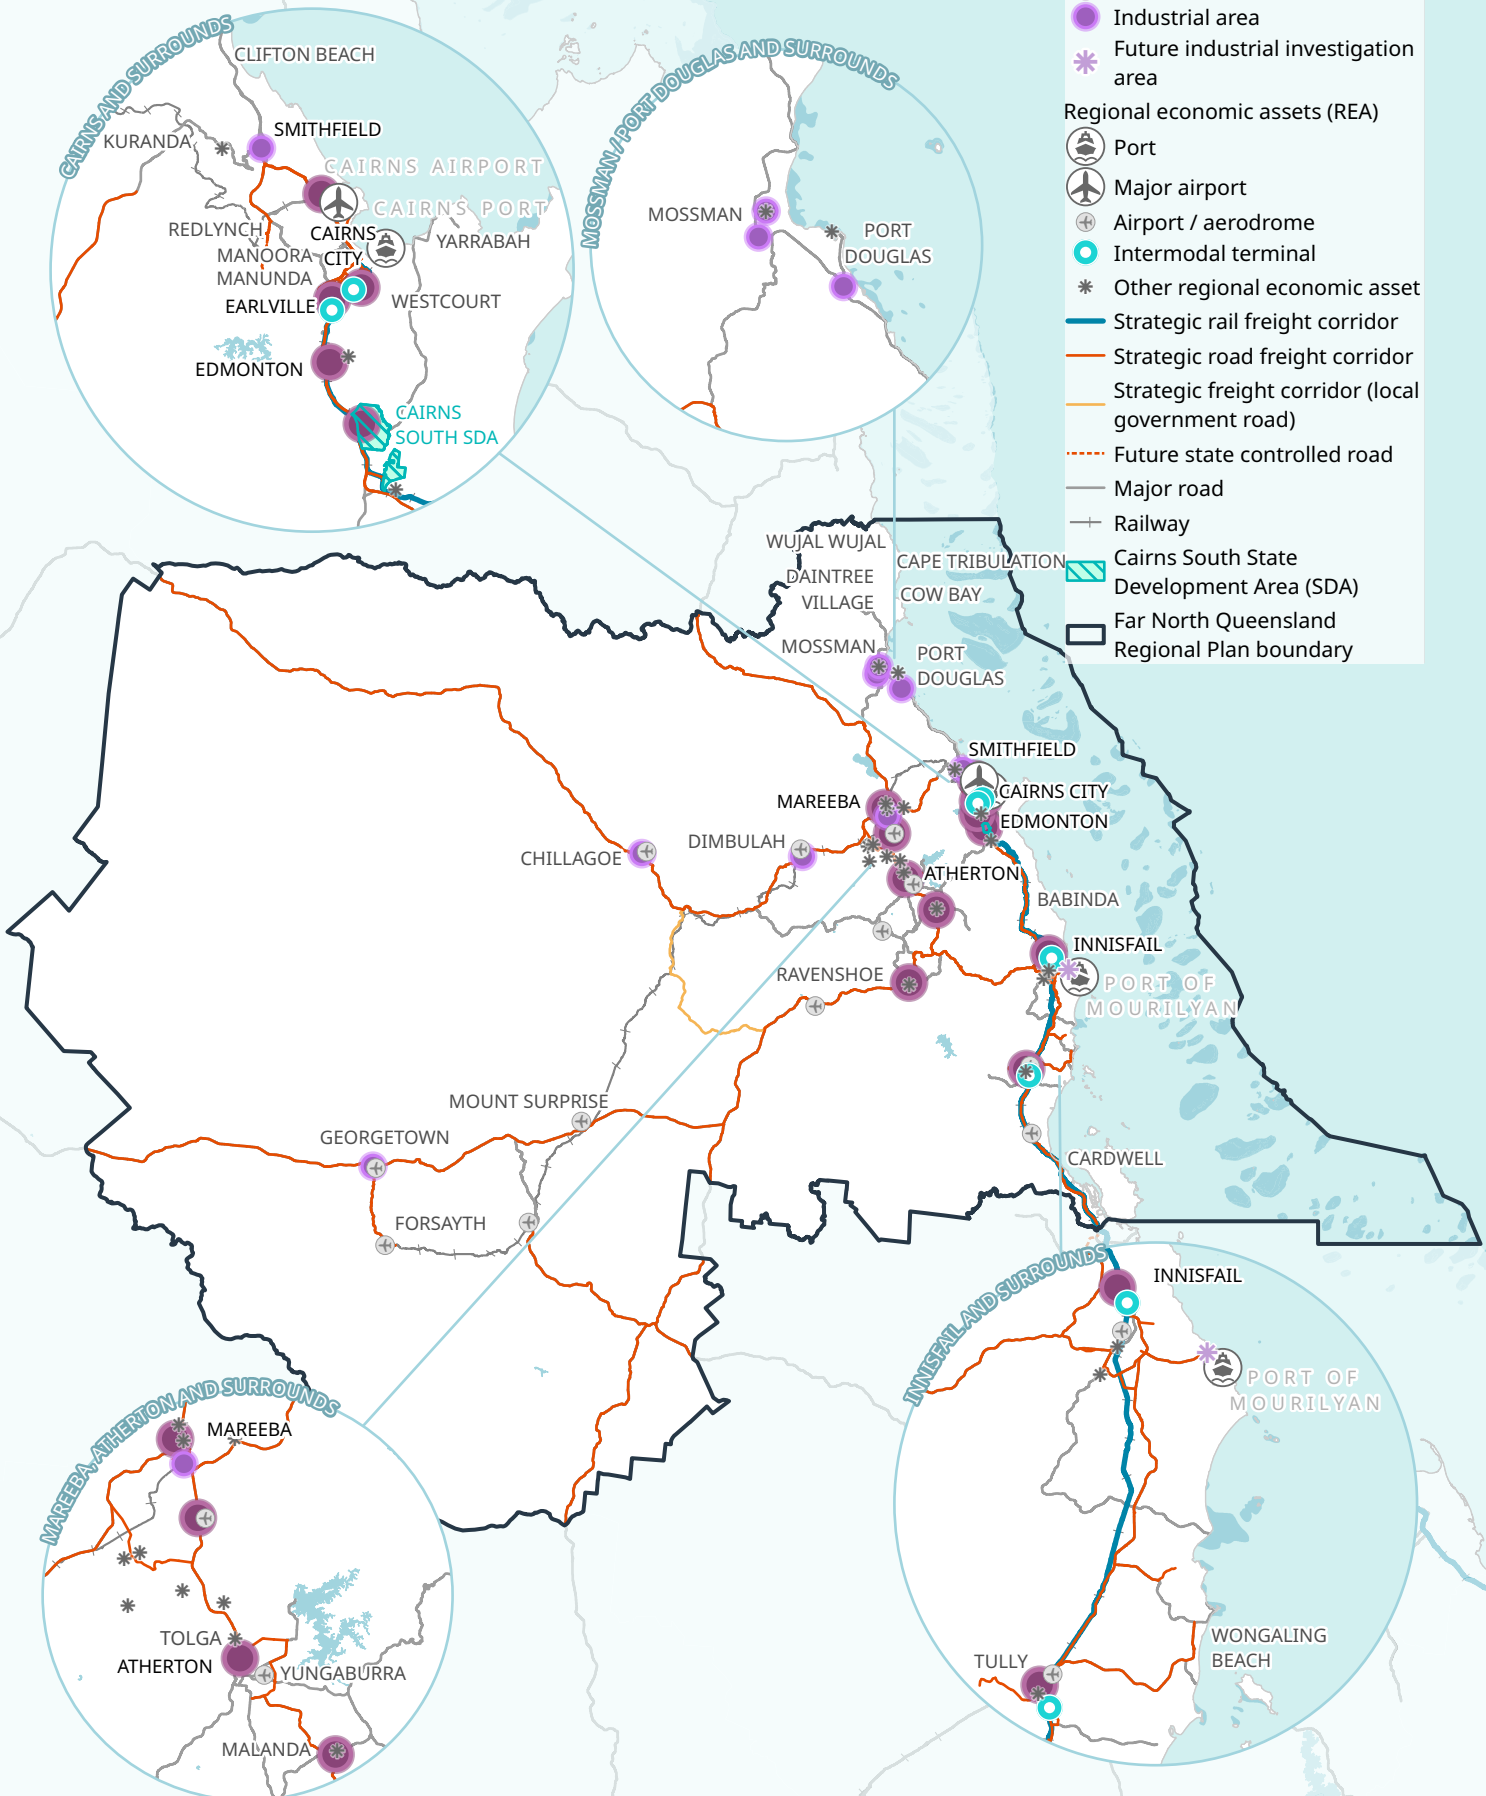 CAIRNS AND SURROUNDS
CLIFTON BEACH
KURANDA
SMITHFIELD
CAIRNS AIRPORT
CAIRNS PORT
REDLYNCH
CAIRNS
CITY
MANOORA
MANUNDA
YARRABAH
EARLVILLE
WESTCOURT
EDMONTON
CAIRNS
SOUTH SDA
MOSSMAN / PORT DOUGLAS AND SURROUNDS
MOSSMAN
PORT
DOUGLAS
Industrial area
Future industrial investigation
area
Regional economic assets (REA)
Port
Major airport
Airport / aerodrome
Intermodal terminal
Other regional economic asset
Strategic rail freight corridor
Strategic road freight corridor
Strategic freight corridor (local
government road)
Future state controlled road
Major road
Railway
Cairns South State
Development Area (SDA)
Far North Queensland
Regional Plan boundary
WUJAL WUJAL
CAPE TRIBULATION
DAINTREE
VILLAGE
COW BAY
MOSSMAN
PORT
DOUGLAS
SMITHFIELD
CAIRNS CITY
MAREEBA
EDMONTON
DIMBULAH
CHILLAGOE
ATHERTON
BABINDA
INNISFAIL
RAVENSHOE
PORT OF
MOURILYAN
MOUNT SURPRISE
GEORGETOWN
CARDWELL
FORSAYTH
MAREEBA, ATHERTON AND SURROUNDS
MAREEBA
TOLGA
ATHERTON
YUNGABURRA
MALANDA
INNISFAIL AND SURROUNDS
INNISFAIL
PORT OF
MOURILYAN
WONGALING
BEACH
TULLY